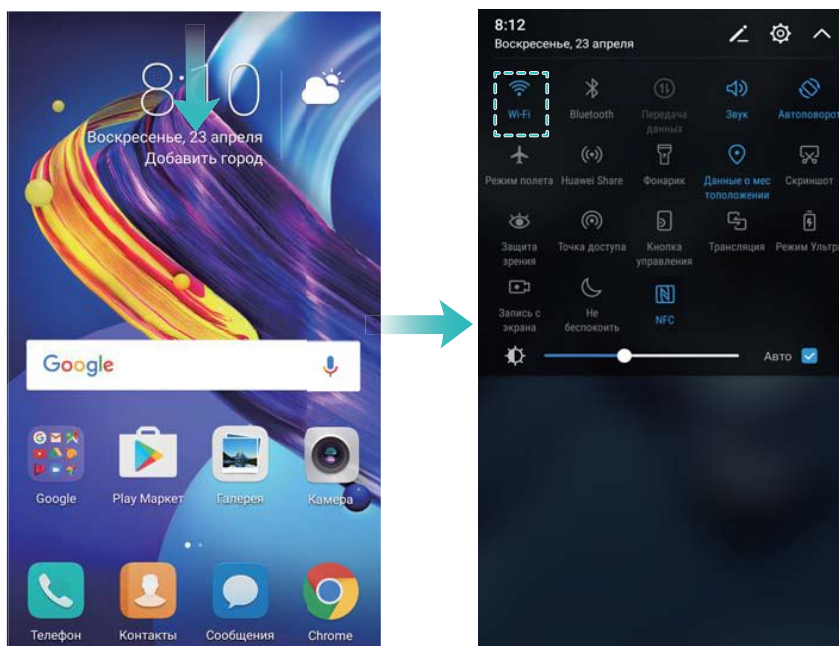 8:10
Воскресенье, 23 апреля
Добавить город
Google
Google
Play Маркет
Галерея
Камера
Телефон
Контакты
Сообщения
Chrome
8:12
Воскресенье, 23 апреля
Wi-Fi
Bluetooth
Передача
данных
Звук
Автоповорот
Режим полета
Huawei Share
Фонарик
Данные о мес
тоположении
Скриншот
Защита
зрения
Точка доступа
Кнопка
управления
Трансляция
Режим Ультра
Запись с
экрана
Не
беспокоить
NFC
Авто